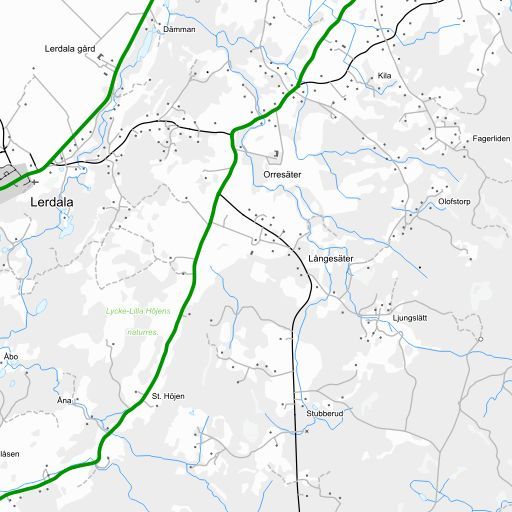 Dämman
Lerdala gård
Kila
Fagerliden
Orresäter
Lerdala
Olofstorp
Långesäter
Lycke-Lilla Höjens
naturres.
Ljungslätt
Åbo
St. Höjen
Åna
Stubberud
låsen